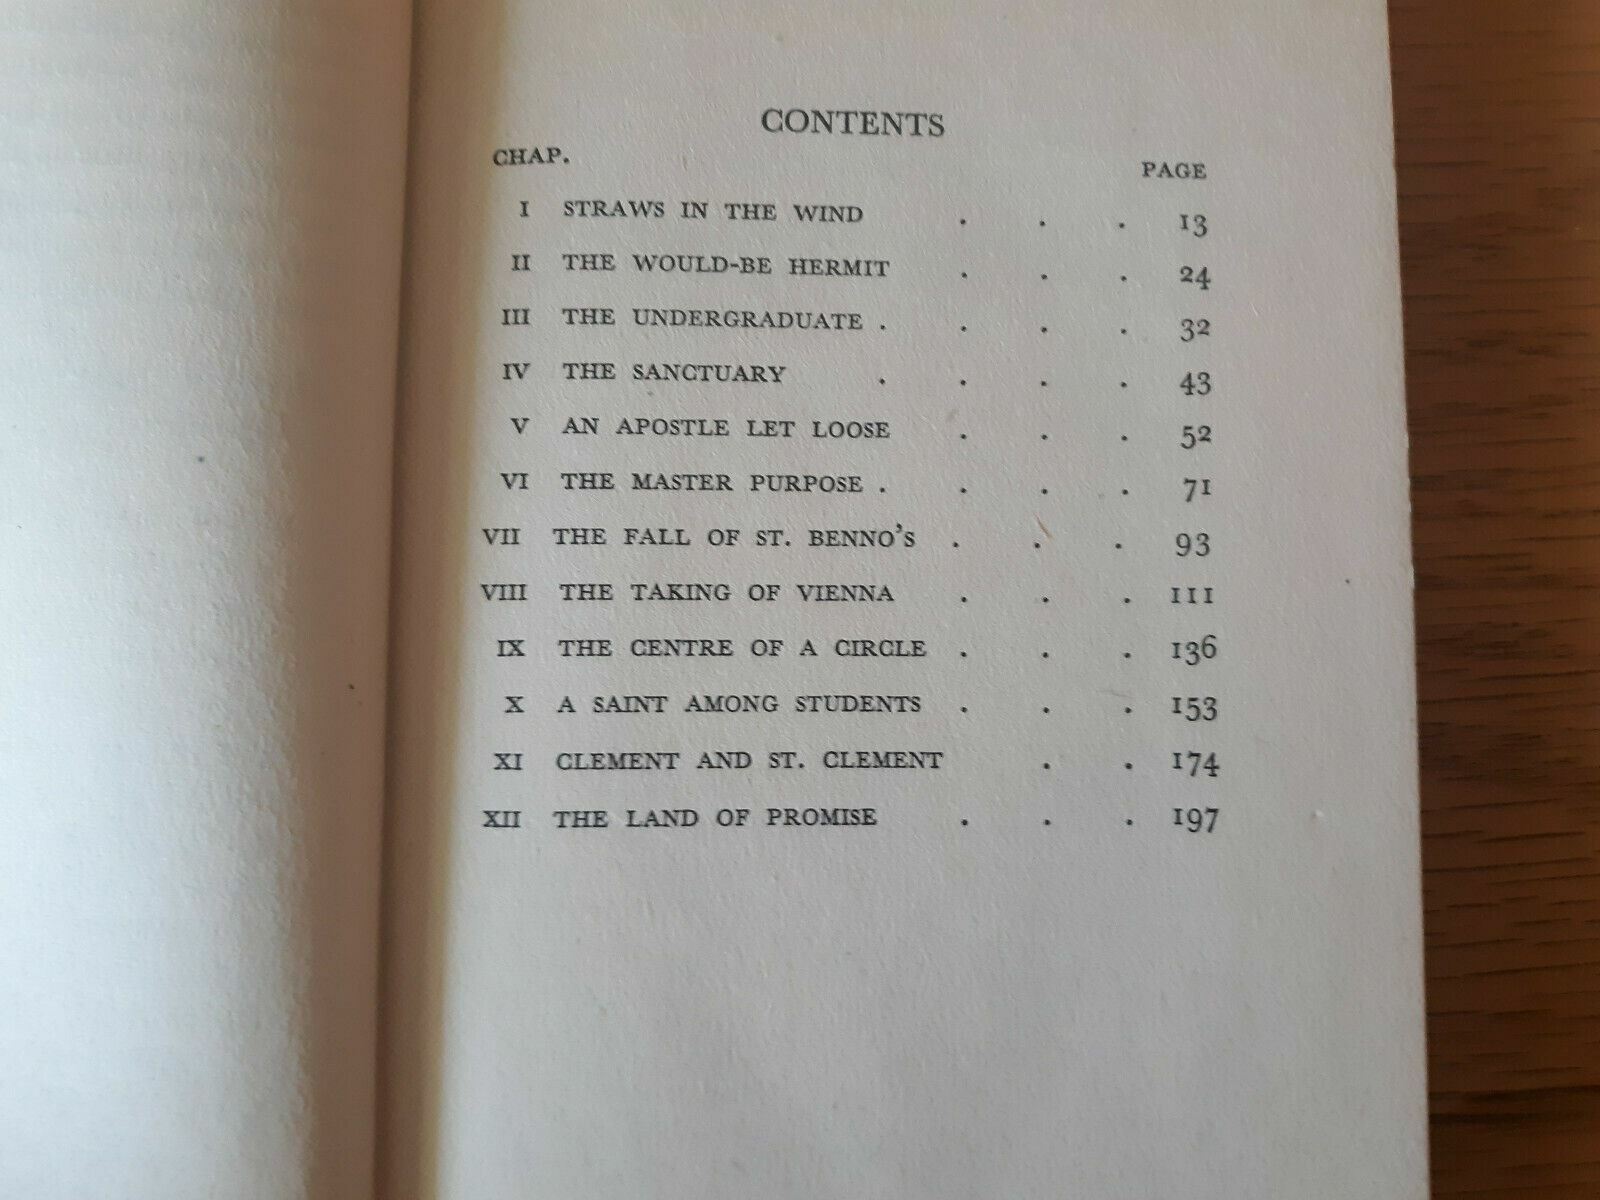 CONTENTS
CHAP. PAGE
I STRAWS IN THE WIND . . . 13
II THE WOULD-BE HERMIT . . . 24
III THE UNDERGRADUATE . . . . 32
IV THE SANCTUARY . . . . 43
V AN APOSTLE LET LOOSE . . . 52
VI THE MASTER PURPOSE . . . . 71
VII THE FALL OF ST. BENNO'S . . . 93
VIII THE TAKING OF VIENNA . . . 111
IX THE CENTRE OF A CIRCLE . . . 136
X A SAINT AMONG STUDENTS . . . 153
XI CLEMENT AND ST. CLEMENT . . 174
XII THE LAND OF PROMISE . . . 197